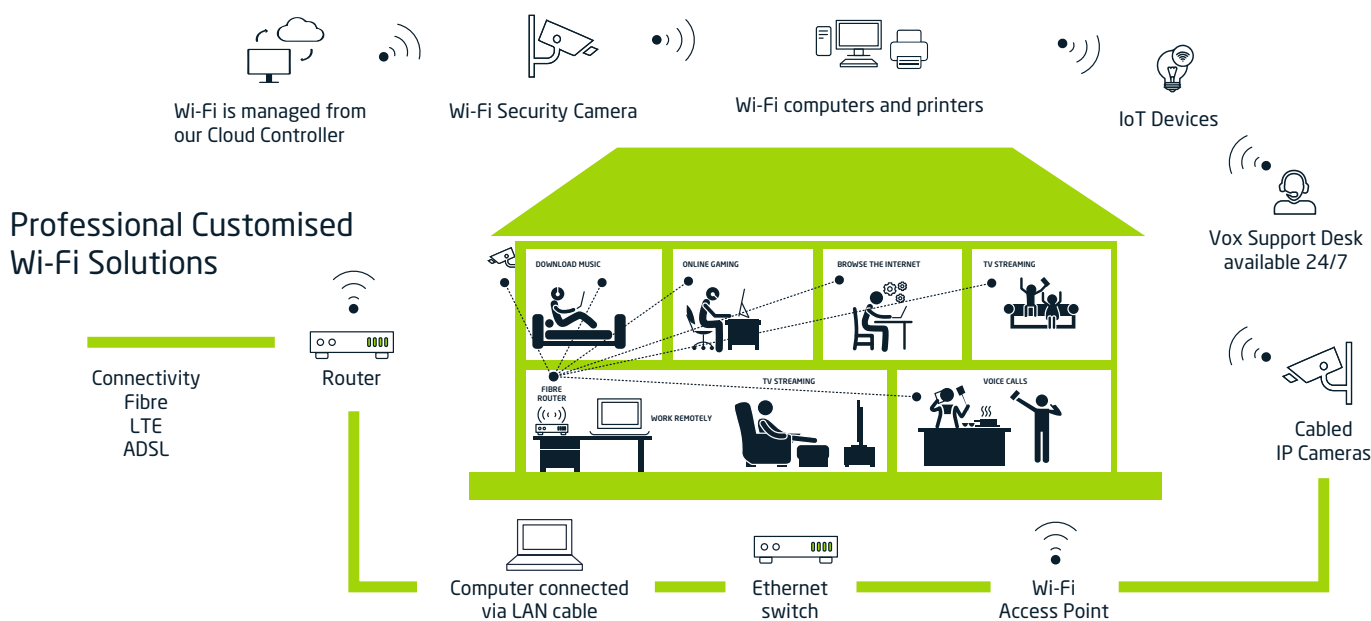 Wi-Fi is managed from
our Cloud Controller
Wi-Fi Security Camera
Wi-Fi computers and printers
IoT Devices
Professional Customised
Wi-Fi Solutions
Vox Support Desk
available 24/7
DOWNLOAD MUSIC
ONLINE GAMING
BROWSE THE INTERNET
TV STREAMING
Connectivity
Fibre
LTE
ADSL
Router
FIBRE
ROUTER
WORK REMOTELY
TV STREAMING
VOICE CALLS
Cabled
IP Cameras
Computer connected
via LAN cable
Ethernet
switch
Wi-Fi
Access Point